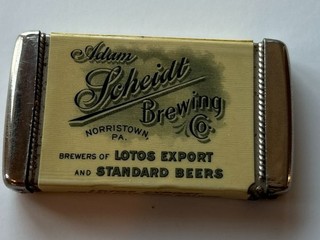 Adam
Scheidt
Brewing
Co.
NORRISTOWN,
PA.
BREWERS OF LOTOS EXPORT
AND STANDARD BEERS